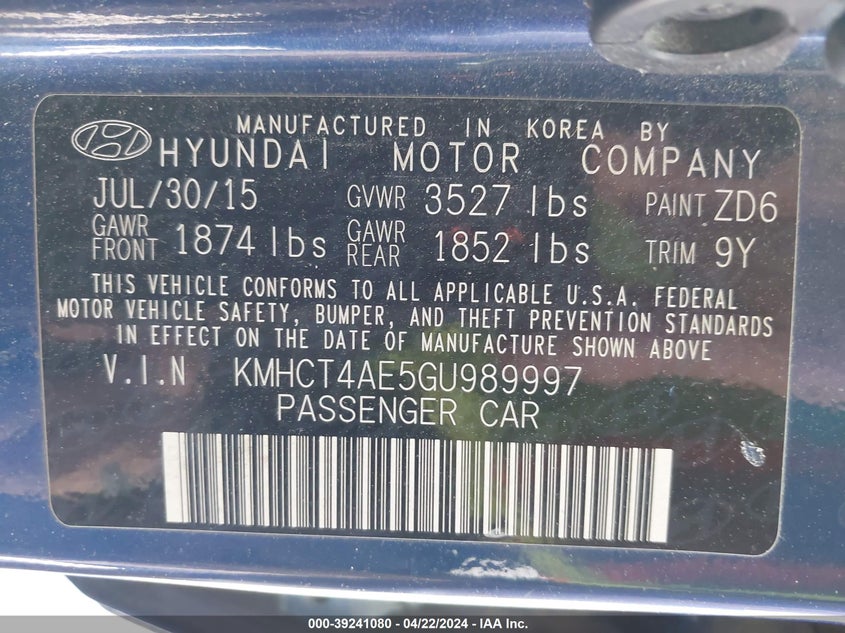 MANUFACTURED IN KOREA BY
HYUNDAI MOTOR COMPANY
JUL/30/15 GVWR 3527 lbs PAINT ZD6
GAWR FRONT 1874 lbs GAWR REAR 1852 lbs TRIM 9Y
THIS VEHICLE CONFORMS TO ALL APPLICABLE U.S.A. FEDERAL
MOTOR VEHICLE SAFETY, BUMPER, AND THEFT PREVENTION STANDARDS
IN EFFECT ON THE DATE OF MANUFACTURE SHOWN ABOVE
V.I.N KMHCT4AE5GU989997
PASSENGER CAR
000-39241080 - 04/22/2024 - IAA Inc.